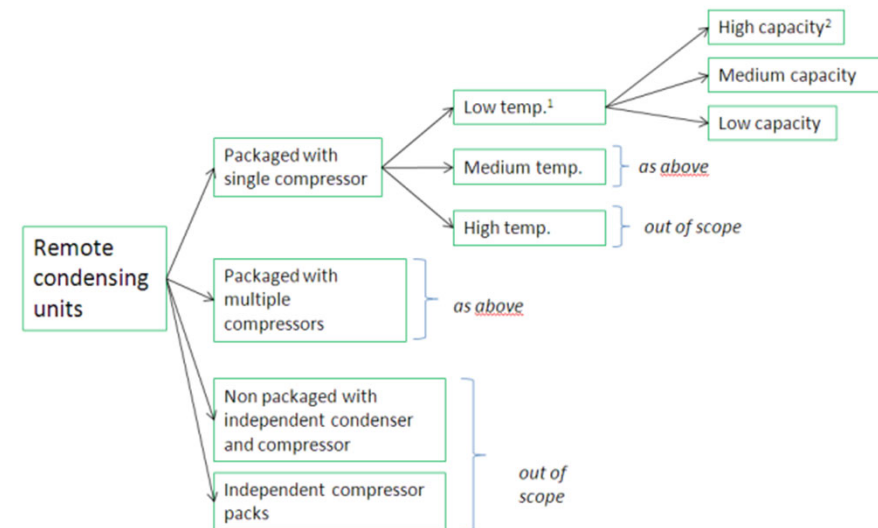 High capacity²
Medium capacity
Low temp.¹
Low capacity
Packaged with
single compressor
Medium temp.
as above
High temp.
out of scope
Remote
condensing
units
Packaged with
multiple
compressors
as above
Non packaged with
independent condenser
and compressor
out of
scope
Independent compressor
packs